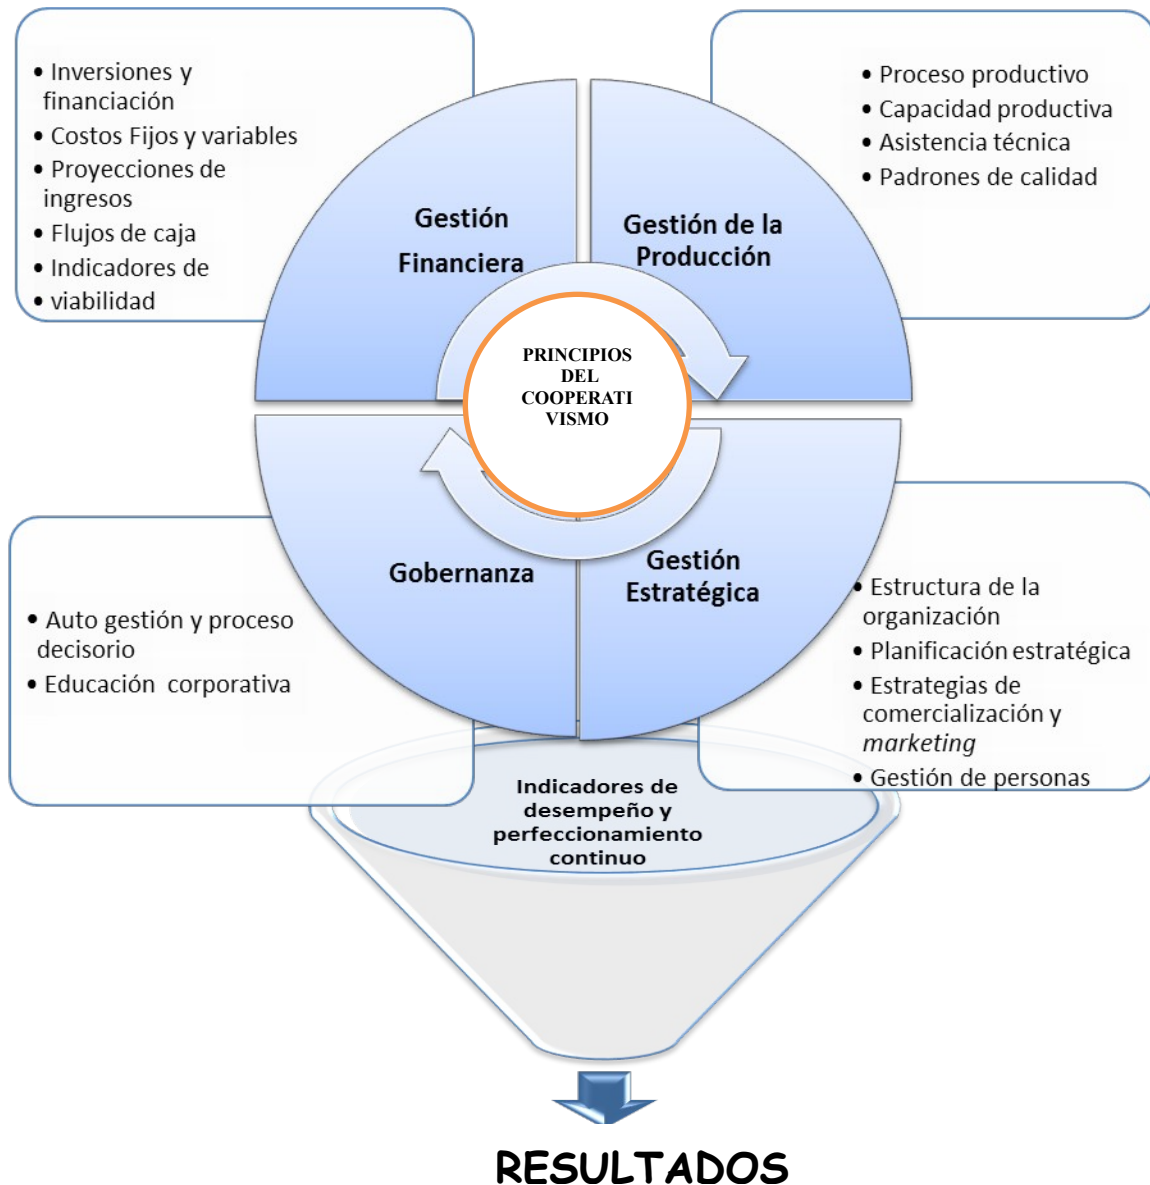 • Inversiones y
financiación
• Costos Fijos y variables
• Proyecciones de
ingresos
• Flujos de caja
• Indicadores de
• viabilidad
• Proceso productivo
• Capacidad productiva
• Asistencia técnica
• Padrones de calidad
Gestión
Financiera
Gestión de la
Producción
PRINCIPIOS
DEL
COOPERATI
VISMO
Gobernanza
Gestión
Estratégica
• Auto gestión y proceso
decisorio
• Educación corporativa
• Estructura de la
organización
• Planificación estratégica
• Estrategias de
comercialización y
marketing
• Gestión de personas
Indicadores de
desempeño y
perfeccionamiento
continuo
RESULTADOS